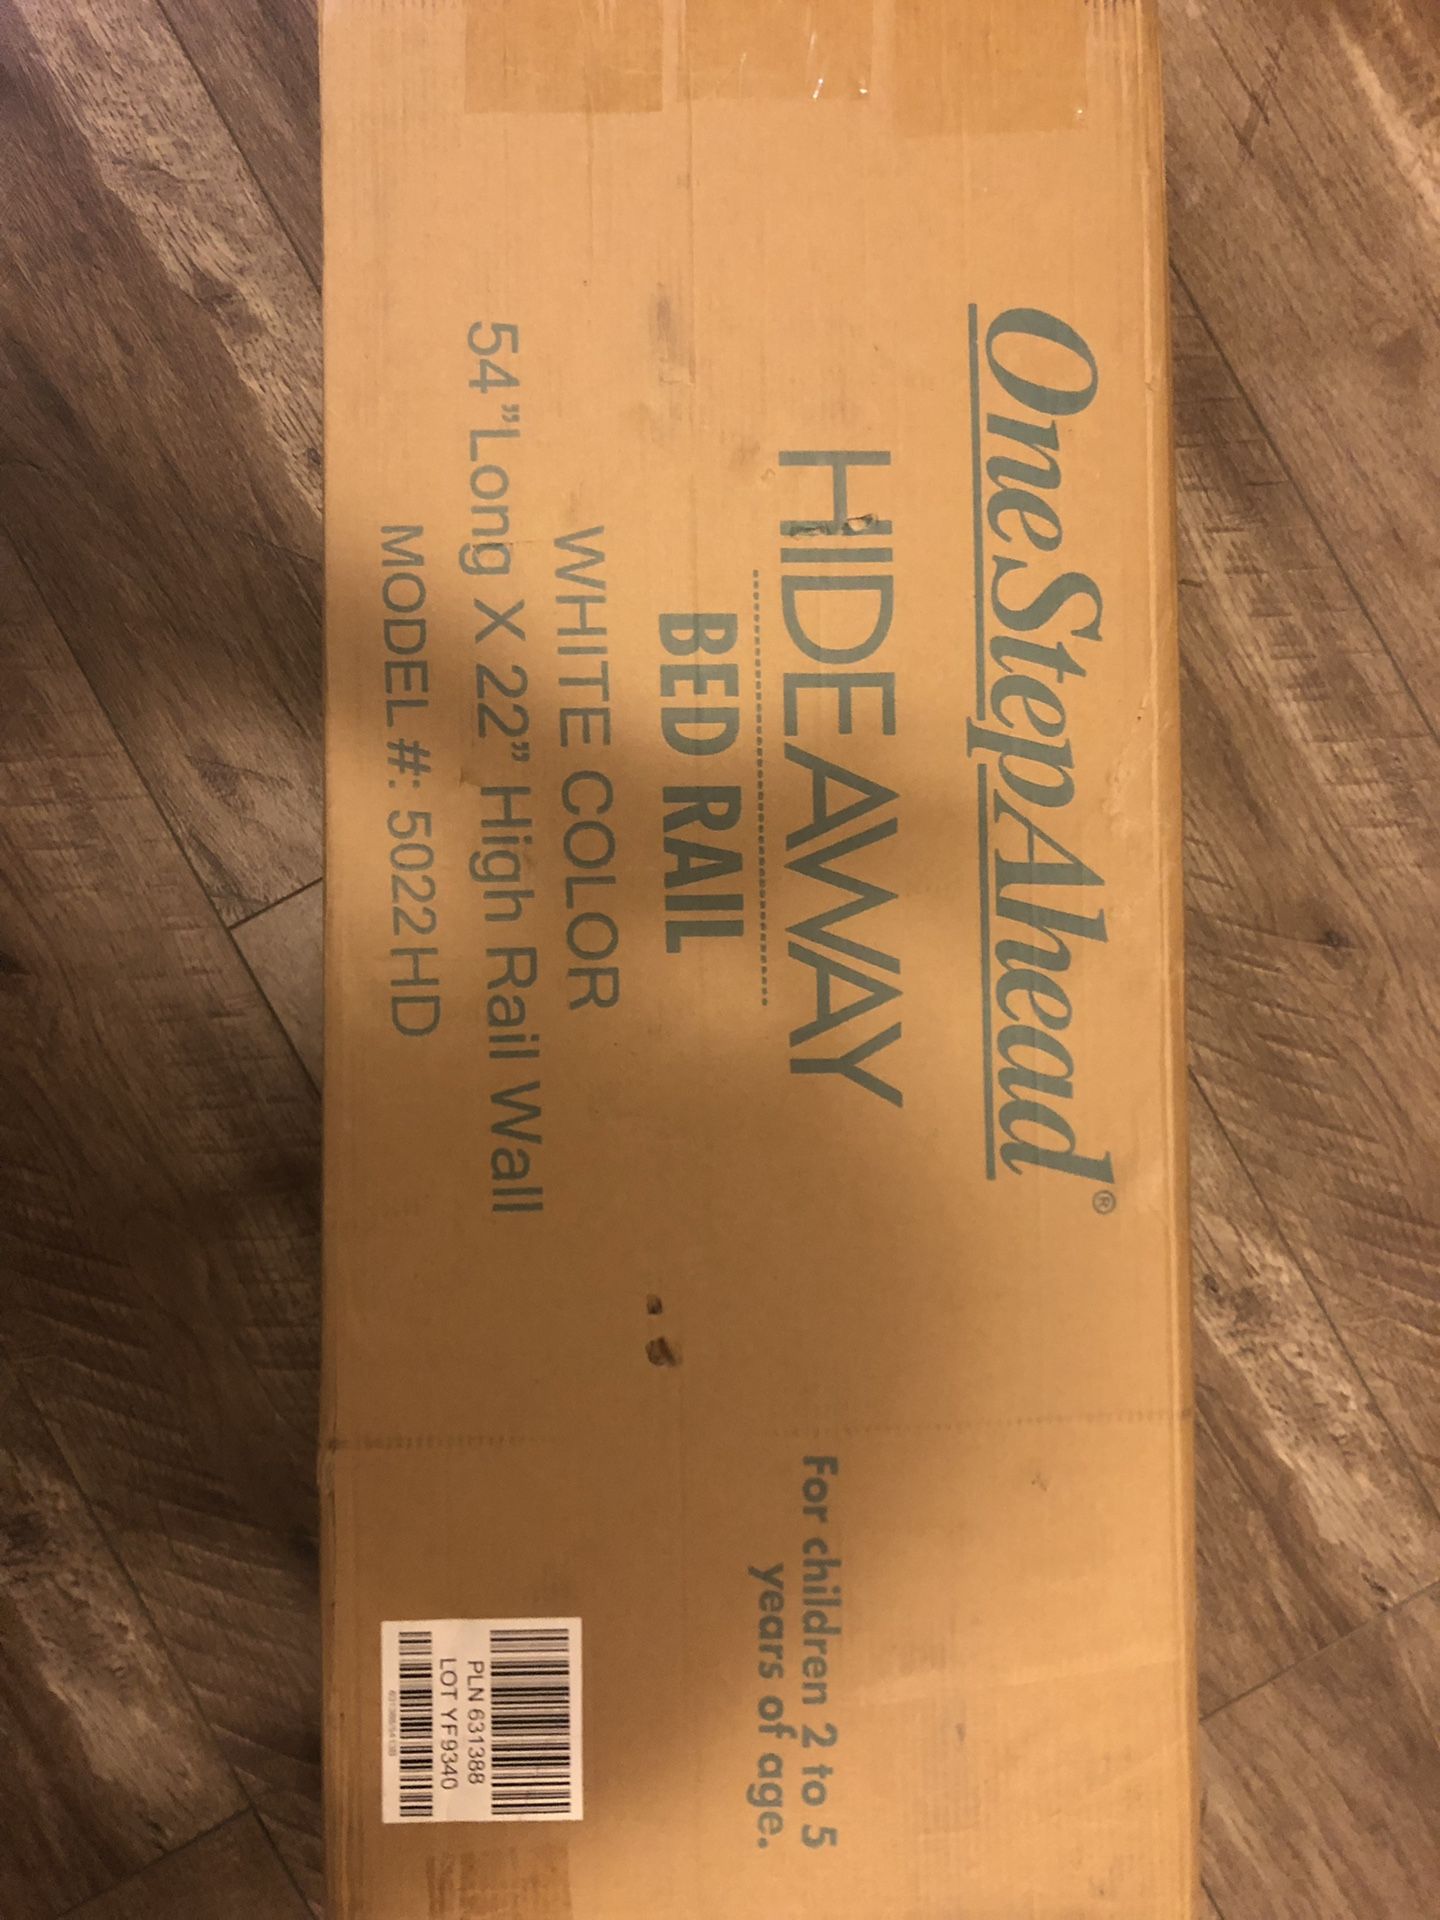 OneStepAhead®
HIDEAWAY
BED RAIL
WHITE COLOR
54"Long X 22" High Rail Wall
MODEL #: 5022HD
For children 2 to 5
years of age.
PLN 631388
LOT YF9340